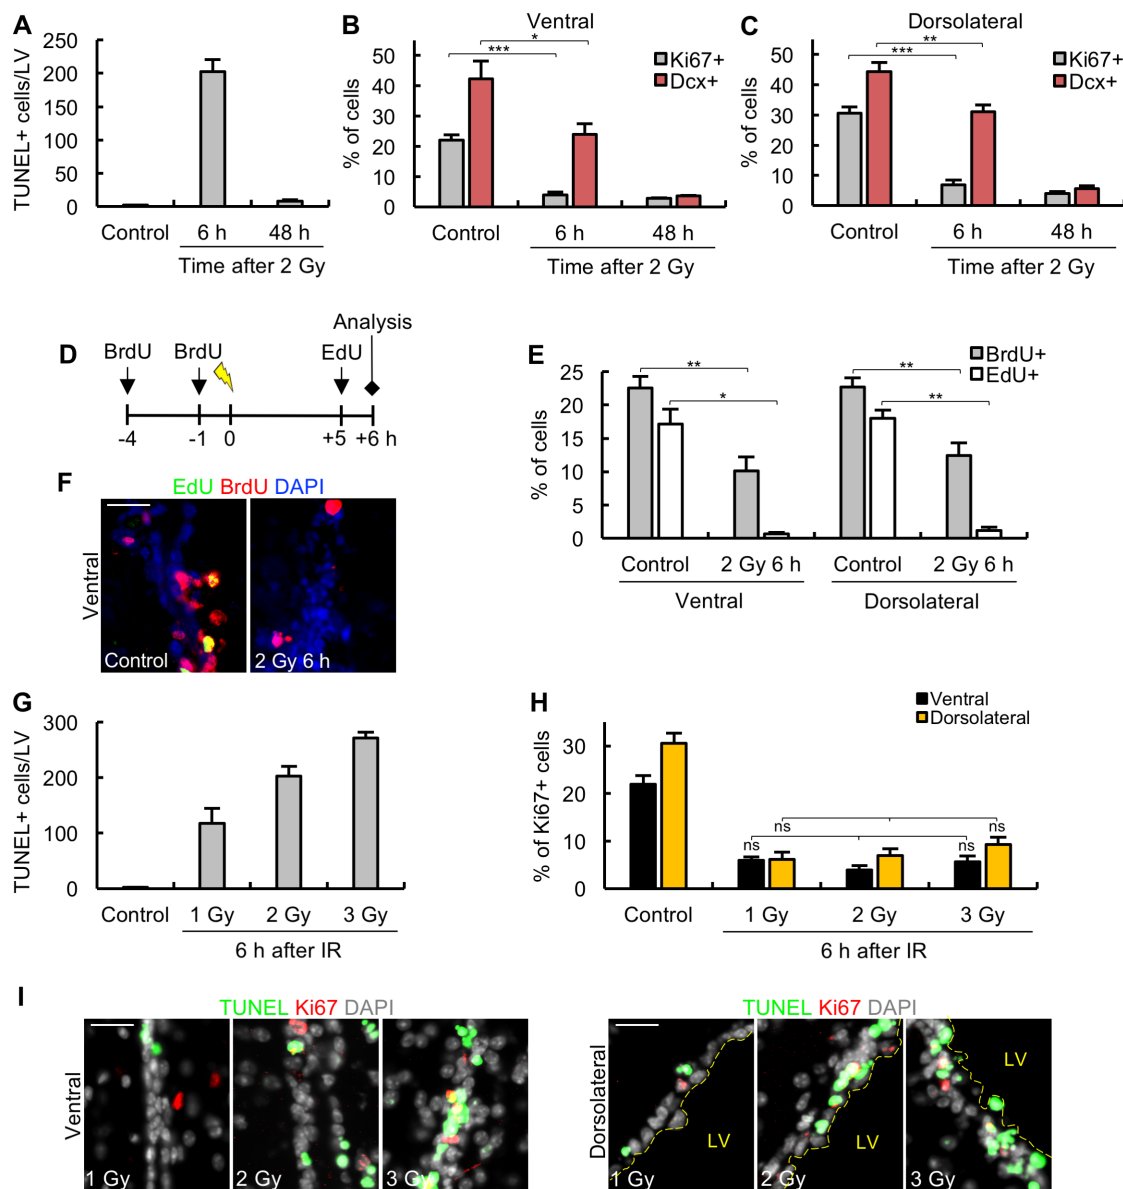 A
TUNEL+ cells/LV
250
200
150
100
50
0
Control
6 h
48 h
Time after 2 Gy
B
Ventral
% of cells
50
40
30
20
10
0
***
*
Ki67+
Dcx+
Control
6 h
48 h
Time after 2 Gy
C
Dorsolateral
% of cells
50
40
30
20
10
0
***
**
Ki67+
Dcx+
Control
6 h
48 h
Time after 2 Gy
D
Analysis
BrdU
BrdU
EdU
-4
-1
0
+5
+6 h
E
% of cells
25
20
15
10
5
0
BrdU+
EdU+
**
*
**
**
Control
2 Gy 6 h
Control
2 Gy 6 h
Ventral
Dorsolateral
F
EdU BrdU DAPI
Ventral
Control
2 Gy 6 h
G
TUNEL+ cells/LV
300
200
100
0
Control
1 Gy
2 Gy
3 Gy
6 h after IR
H
% of Ki67+ cells
30
20
10
0
Ventral
Dorsolateral
ns
ns
ns
ns
Control
1 Gy
2 Gy
3 Gy
6 h after IR
I
TUNEL Ki67 DAPI
Ventral
1 Gy
2 Gy
3 Gy
TUNEL Ki67 DAPI
Dorsolateral
LV
1 Gy
LV
2 Gy
LV
3 Gy